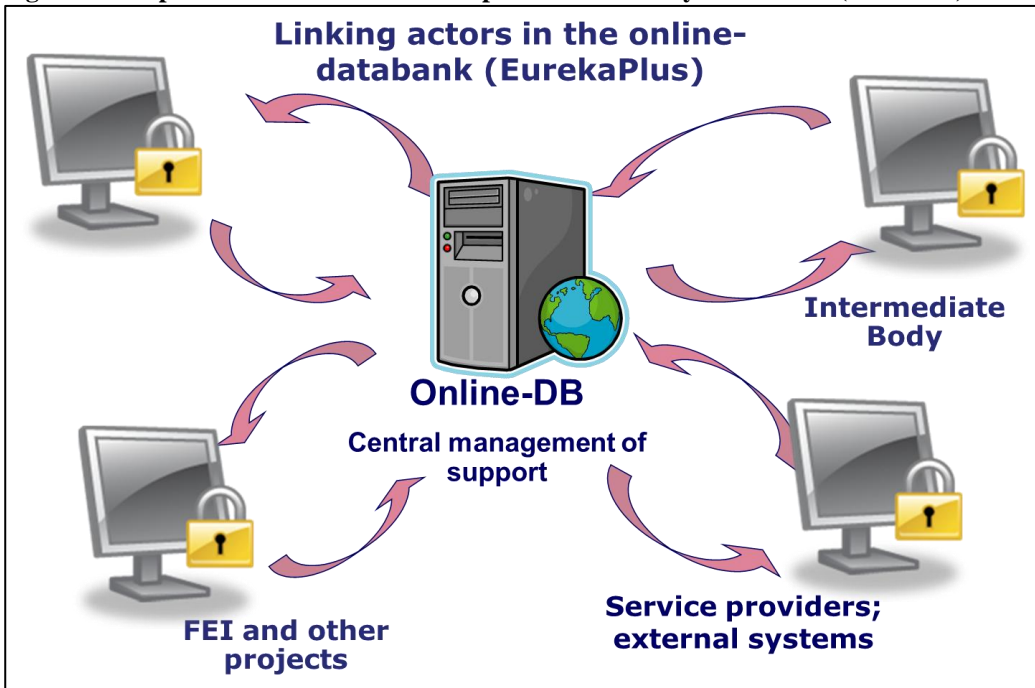 Linking actors in the online-
databank (EurekaPlus)
Intermediate
Body
Online-DB
Central management of
support
Service providers;
external systems
FEI and other
projects